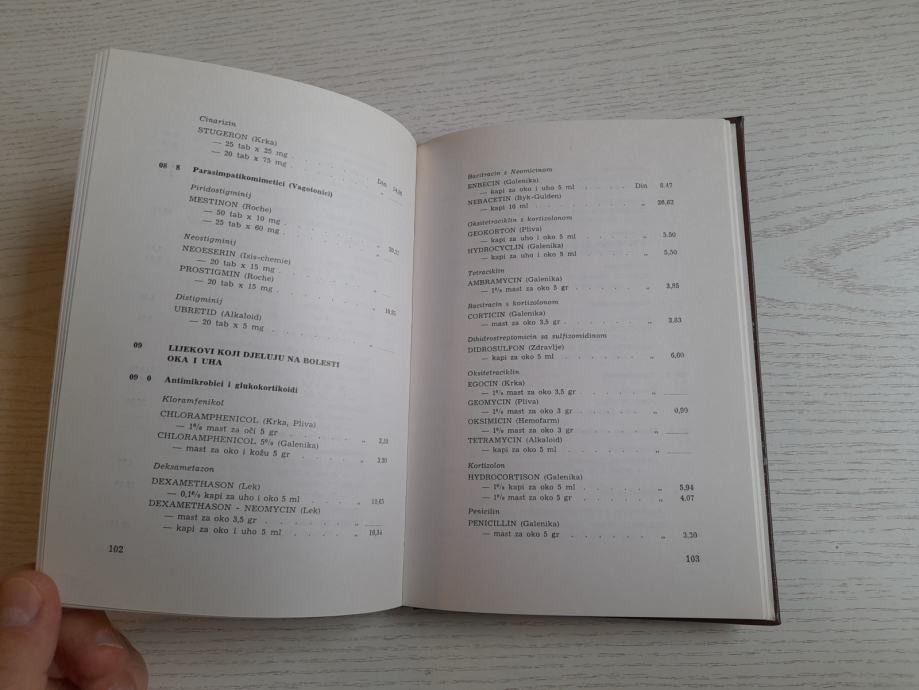 Cinarizin
STUGERON (Krka)
— 25 tab x 25 mg . . . . . . Din 14,08
— 20 tab x 75 mg . . . . . . „
08 8 Parasimpatikomimetici (Vagotonici)
Piridostigminij
MESTINON (Roche)
— 50 tab x 10 mg . . . . . .
— 25 tab x 60 mg . . . . . . „
Neostigminij
NEOESERIN (Isis-chemie)
— 20 tab x 15 mg . . . . . .
PROSTIGMIN (Roche)
— 20 tab x 15 mg . . . . . . „
Distigminij
UBRETID (Alkaloid)
— 20 tab x 5 mg . . . . . . „
09 LIJEKOVI KOJI DJELUJU NA BOLESTI
OKA I UHA
09 0 Antimikrobici i glukokortikoidi
Kloramfenikol
CHLORAMPHENICOL (Krka, Pliva)
— 1% mast za oči 5 gr . . . . . „
CHLORAMPHENICOL 5% (Galenika)
— mast za oko i kožu 5 gr . . . . „
Deksametazon
DEXAMETHASON (Lek)
— 0,1% kapi za uho i oko 5 ml . . . . „
DEXAMETHASON - NEOMYCIN (Lek)
— mast za oko 3,5 gr . . . . . . „
— kapi za oko i uho 5 ml . . . . . „ 16,34
102
Bacitracin s Neomicinom
ENBECIN (Galenika)
— kapi za oko i uho 5 ml . . . . Din 8,47
NEBACETIN (Byk-Gulden)
— kapi 10 ml . . . . . . „ 26,62
Oksitetraciklin s kortizolonom
GEOKORTON (Pliva)
— kapi za uho i oko 5 ml . . . . „ 5,50
HYDROCYCLIN (Galenika)
— kapi za uho i oko 5 ml . . . . „ 5,50
Tetraciklin
AMBRAMYCIN (Galenika)
— 1% mast za oko 5 gr . . . . „ 3,85
Bacitracin s kortizolonom
CORTICIN (Galenika)
— mast za oko 3,5 gr . . . . . „ 3,83
Dihidrostreptomicin sa sulfizomidinom
DIDROSULFON (Zdravlje)
— kapi za oko 5 ml . . . . . „ 6,00
Oksitetraciklin
EGOCIN (Krka)
— 1% mast za oko 3,5 gr . . . . „
GEOMYCIN (Pliva)
— 1% mast za oko 3 gr . . . . . „ 0,99
OKSIMICIN (Hemofarm)
— 1% mast za oko 3 gr . . . . . „
TETRAMYCIN (Alkaloid)
— kapi za oko 5 ml . . . . . . „
Kortizolon
HYDROCORTISON (Galenika)
— 1% kapi za oko 5 ml . . . . . „ 5,94
— 1% mast za oko 5 gr . . . . . „ 4,07
Penicilin
PENICILLIN (Galenika)
— mast za oko 5 gr . . . . . . „ 3,30
103